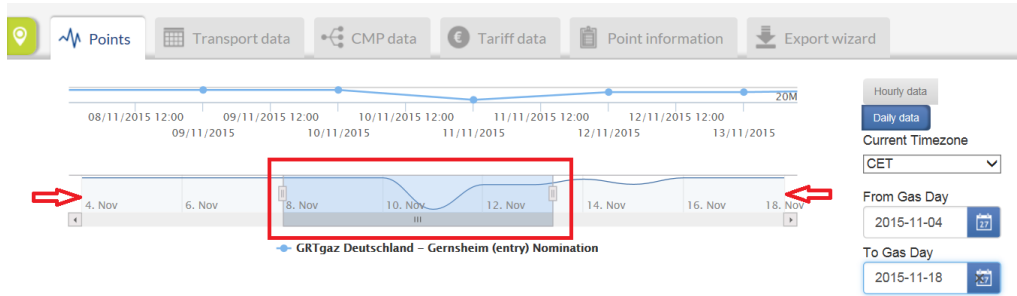 Points
Transport data
CMP data
Tariff data
Point information
Export wizard
20M
08/11/2015 12:00 09/11/2015 12:00 10/11/2015 12:00 11/11/2015 12:00 12/11/2015 12:00
09/11/2015 10/11/2015 11/11/2015 12/11/2015 13/11/2015
4. Nov 6. Nov 8. Nov 10. Nov 12. Nov 14. Nov 16. Nov 18. Nov
GRTgaz Deutschland – Gernsheim (entry) Nomination
Hourly data
Daily data
Current Timezone
CET
From Gas Day
2015-11-04 27
To Gas Day
2015-11-18